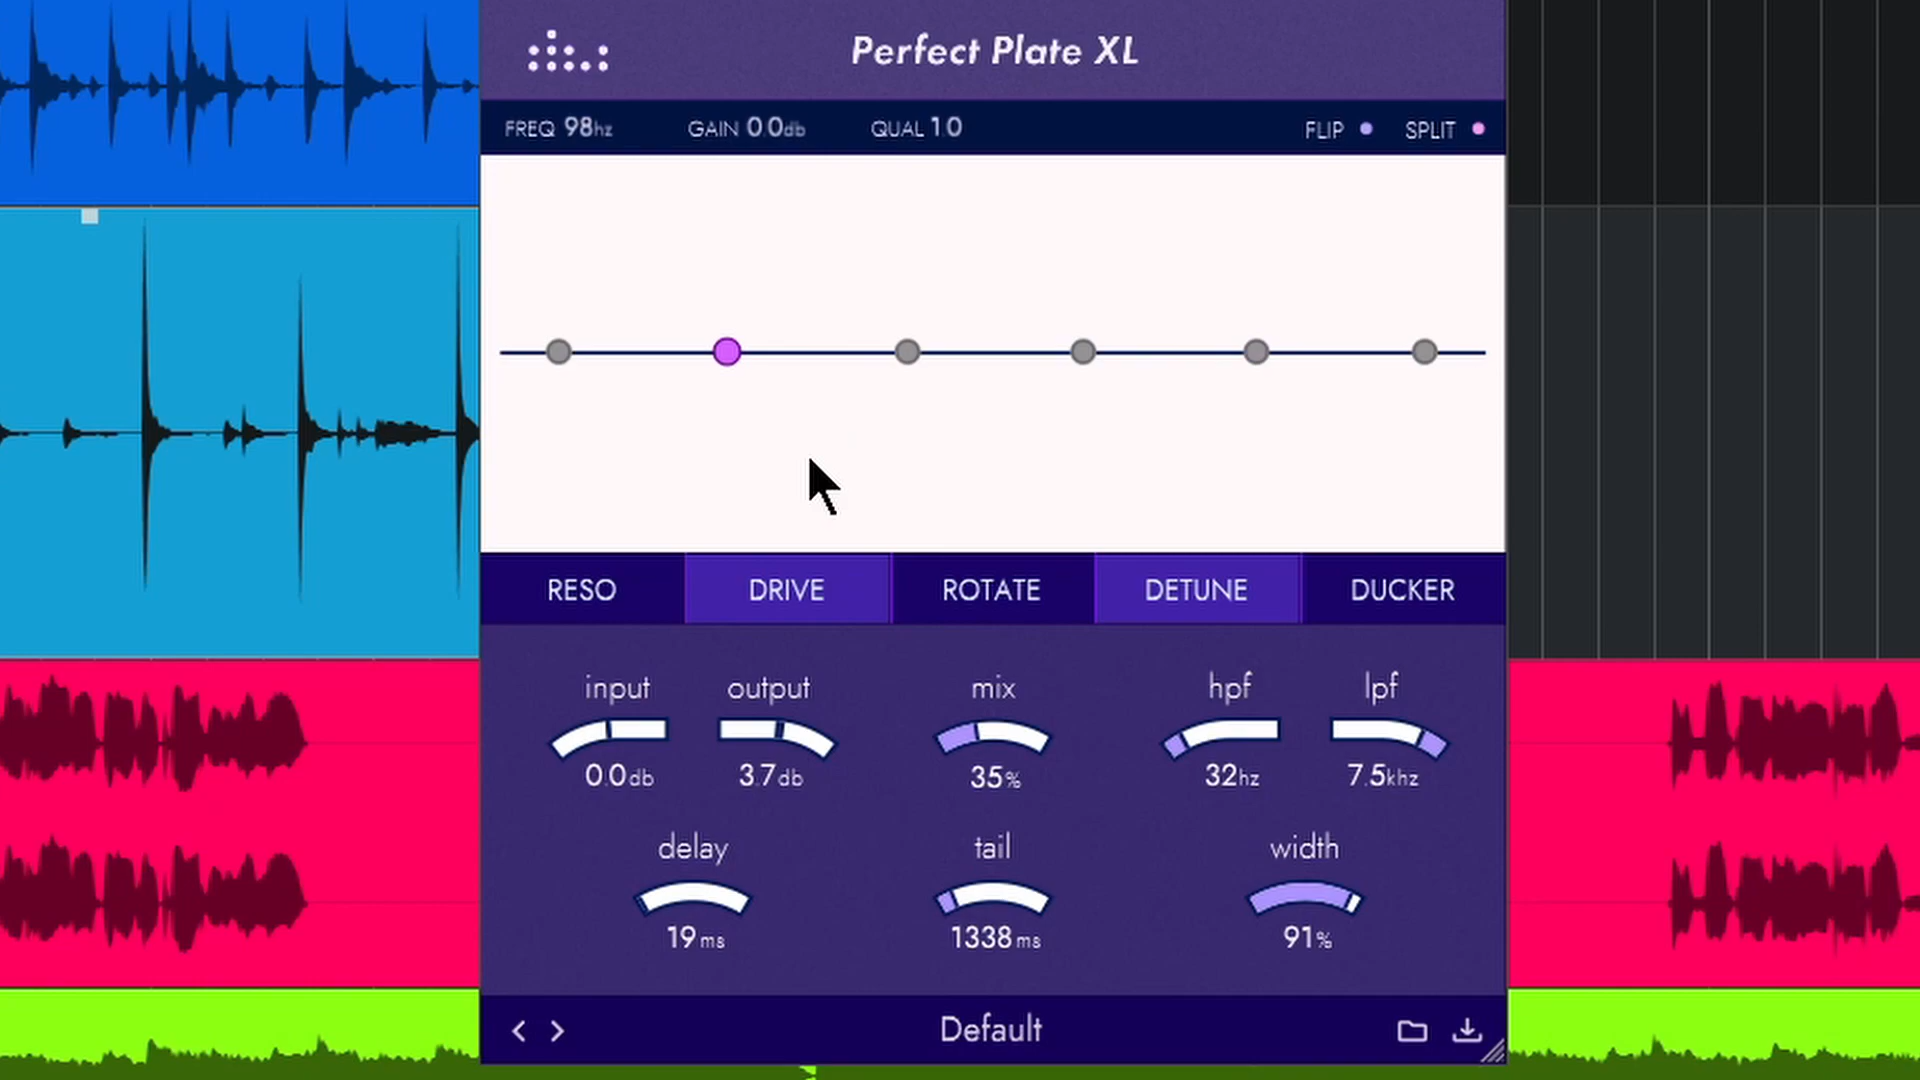 Perfect Plate XL
FREQ 98hz GAIN 0.0db QUAL 1.0 FLIP SPLIT
RESO DRIVE ROTATE DETUNE DUCKER
input output mix hpf lpf
0.0db 3.7db 35% 32hz 7.5khz
delay tail width
19ms 1338ms 91%
< > Default